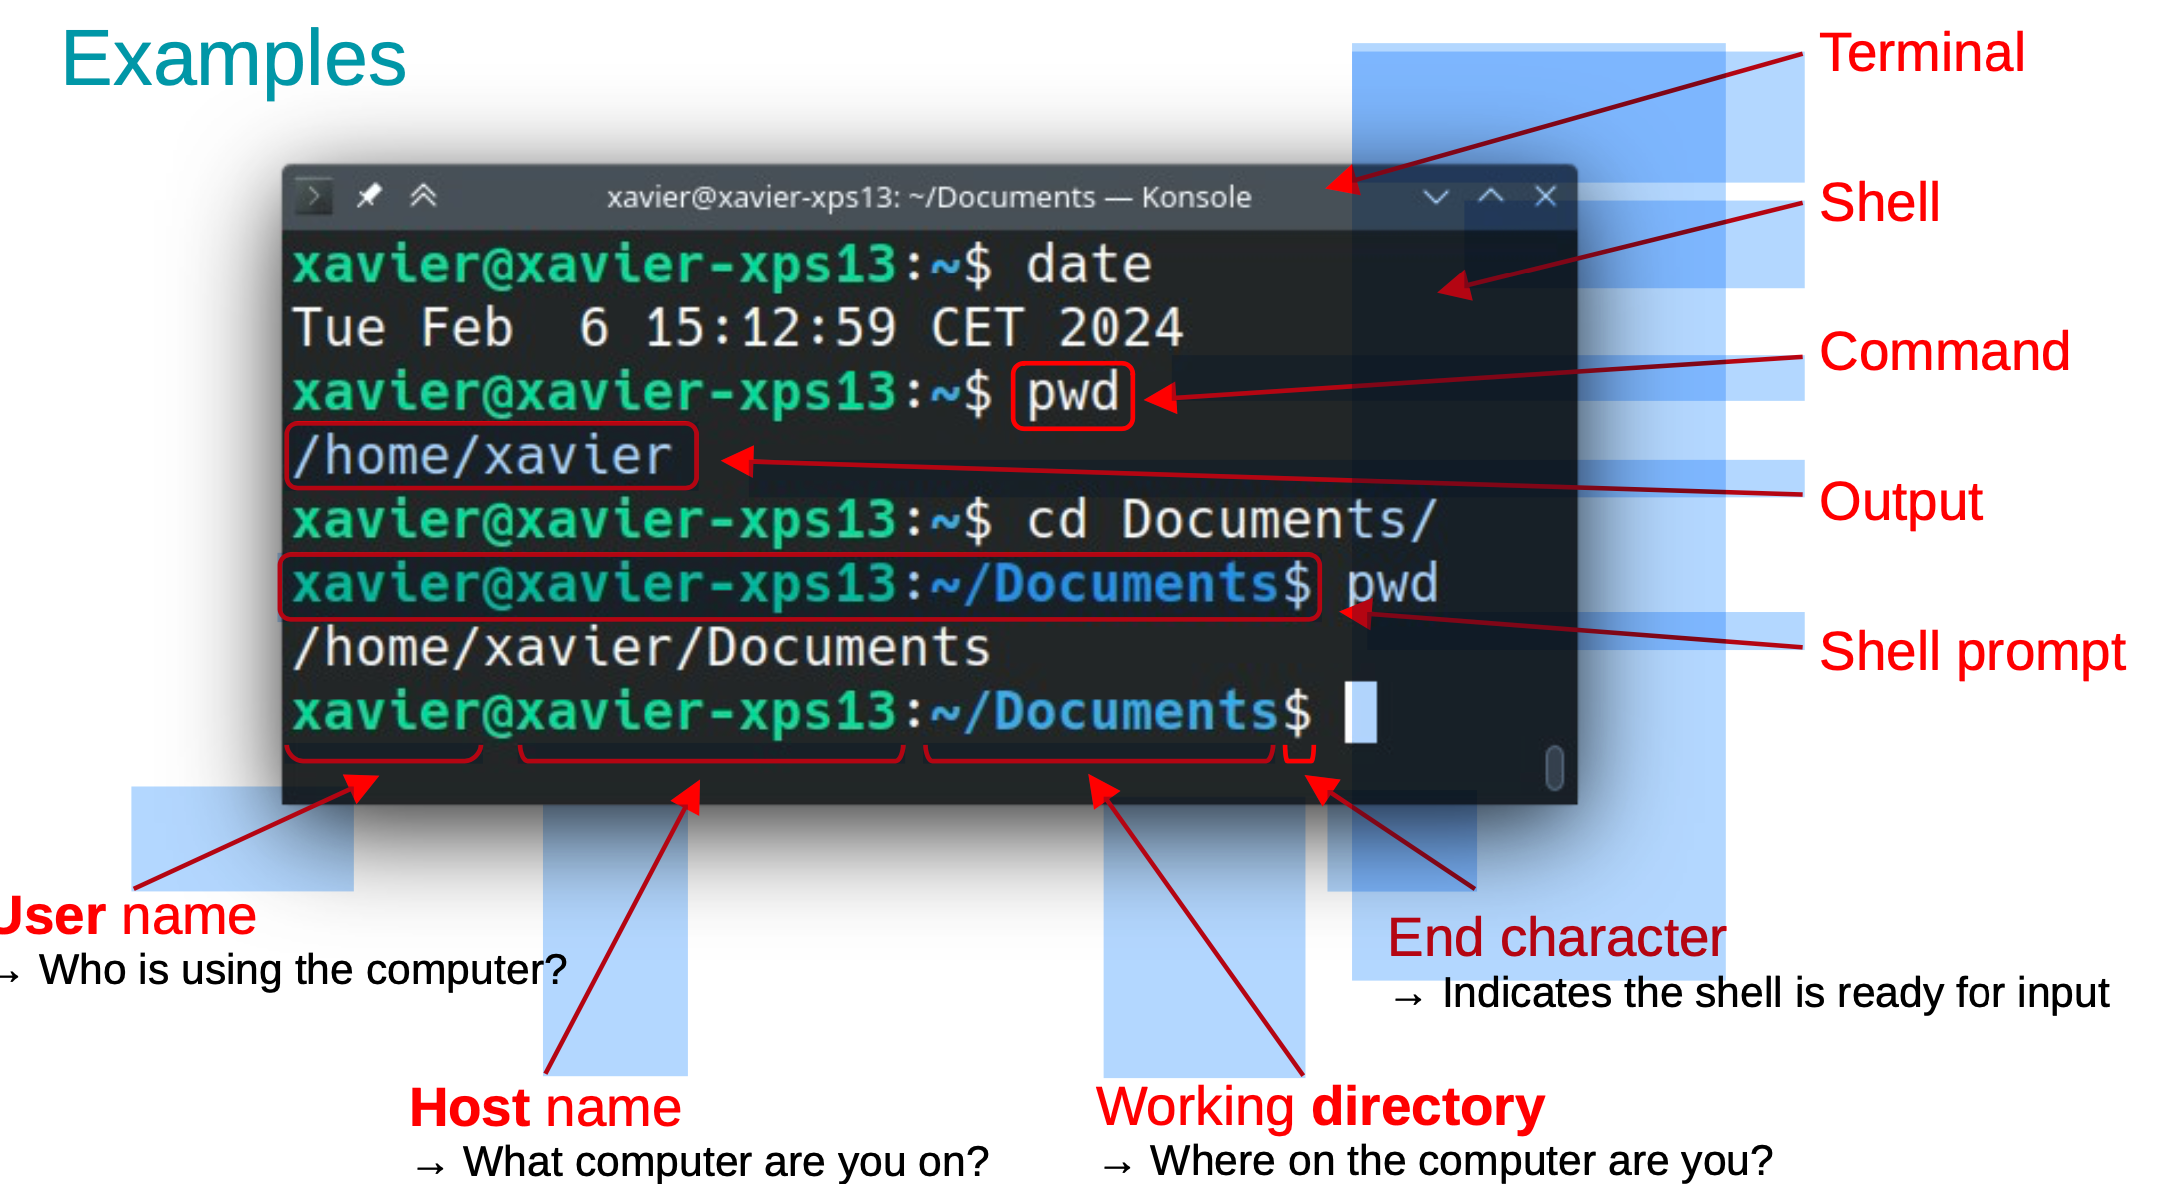 Examples
Terminal
xavier@xavier-xps13: ~/Documents — Konsole
Shell
xavier@xavier-xps13:~$ date
Tue Feb  6 15:12:59 CET 2024
xavier@xavier-xps13:~$ pwd
Command
/home/xavier
Output
xavier@xavier-xps13:~$ cd Documents/
xavier@xavier-xps13:~/Documents$ pwd
Shell prompt
/home/xavier/Documents
xavier@xavier-xps13:~/Documents$
User name
→ Who is using the computer?
End character
→ Indicates the shell is ready for input
Host name
→ What computer are you on?
Working directory
→ Where on the computer are you?